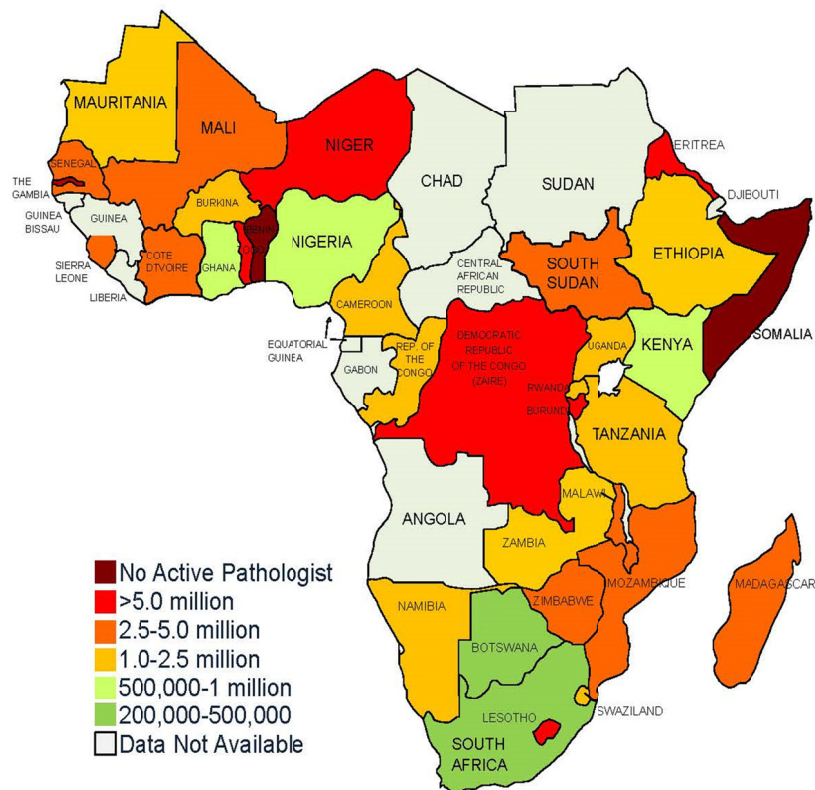 MAURITANIA
MALI
NIGER
CHAD
SUDAN
ERITREA
SENEGAL
THE
GAMBIA
GUINEA
BISSAU
GUINEA
BURKINA
BENIN
TOGO
GHANA
NIGERIA
DJIBOUTI
SIERRA
LEONE
LIBERIA
COTE
D'TVOIRE
CAMEROON
CENTRAL
AFRICAN
REPUBLIC
SOUTH
SUDAN
ETHIOPIA
SOMALIA
EQUATORIAL
GUINEA
GABON
REP. OF
THE
CONGO
DEMOCRATIC
REPUBLIC
OF THE CONGO
(ZAIRE)
UGANDA
KENYA
RWANDA
BURUNDI
TANZANIA
ANGOLA
MALAWI
ZAMBIA
MOZAMBIQUE
MADAGASCAR
ZIMBABWE
NAMIBIA
BOTSWANA
SWAZILAND
LESOTHO
SOUTH
AFRICA
No Active Pathologist
>5.0 million
2.5-5.0 million
1.0-2.5 million
500,000-1 million
200,000-500,000
Data Not Available